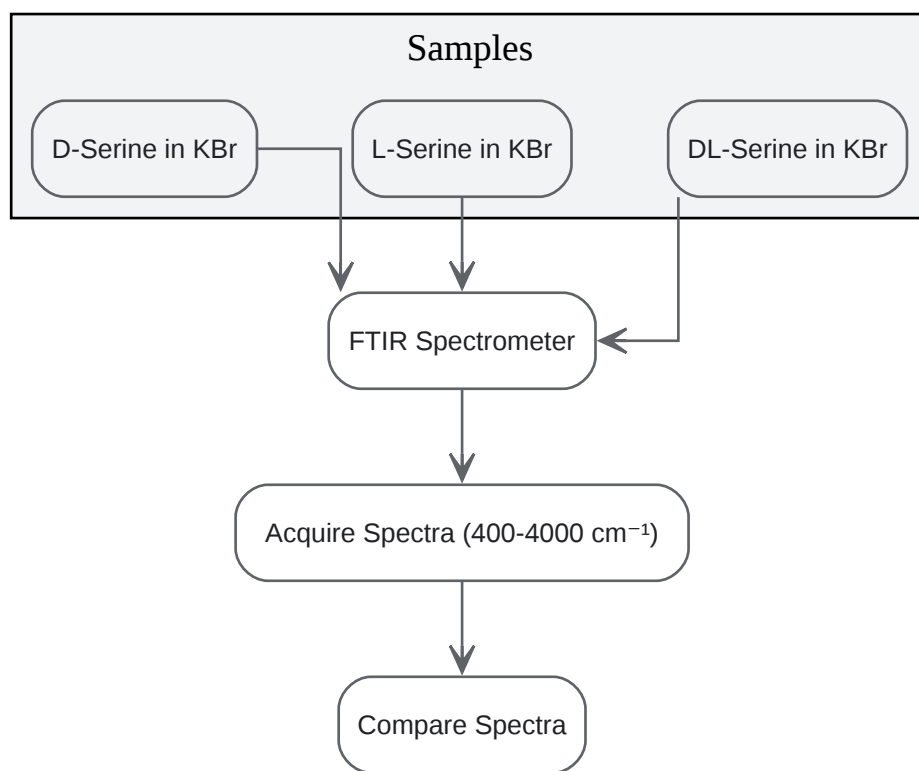 Samples
D-Serine in KBr
L-Serine in KBr
DL-Serine in KBr
FTIR Spectrometer
Acquire Spectra (400-4000 cm⁻¹)
Compare Spectra